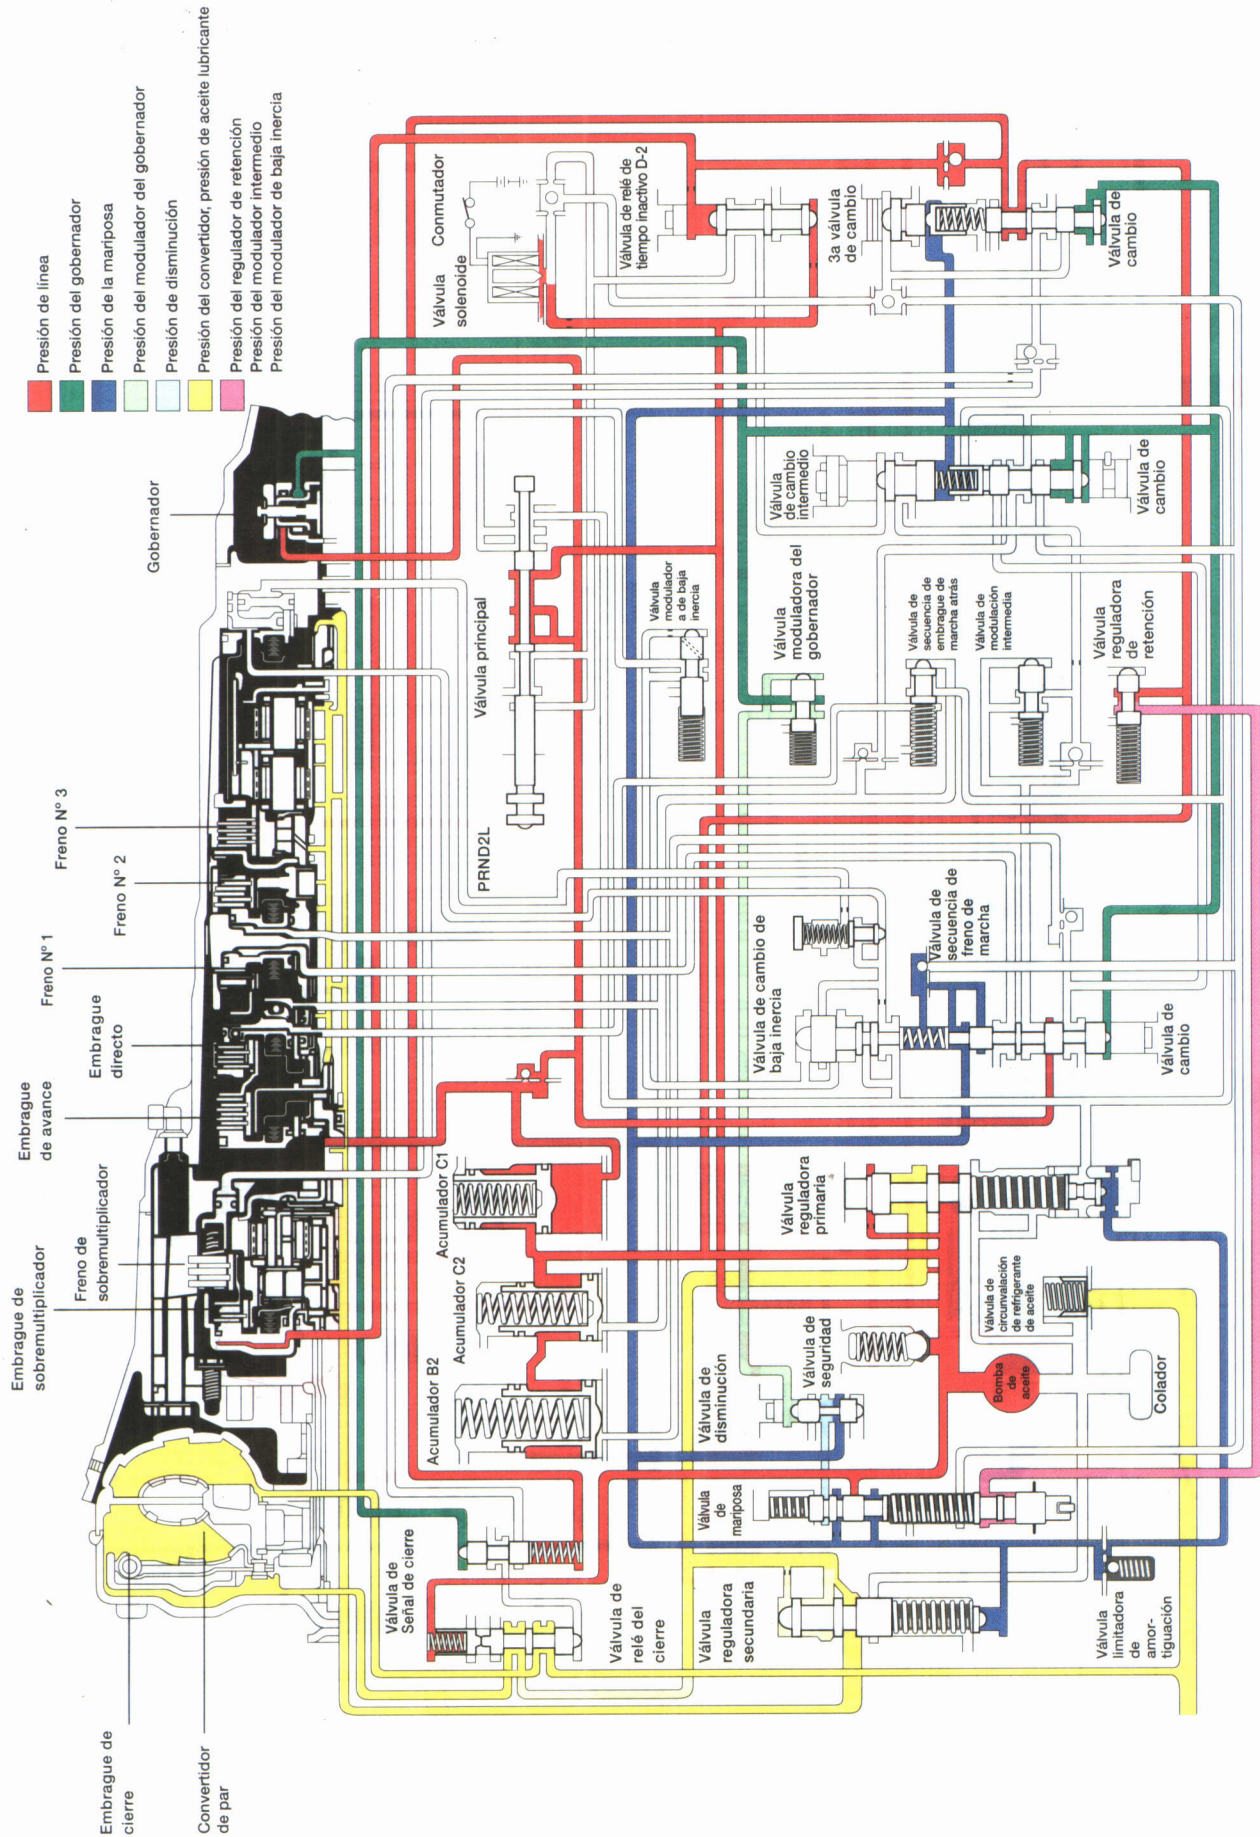 Embrague de
cierre
Convertidor
de par
Embrague de
sobremultiplicador
Freno de
sobremultiplicador
Embrague
de avance
Embrague
directo
Freno Nº 1
Freno Nº 2
Freno Nº 3
Gobernador
Presión de línea
Presión del gobernador
Presión de la mariposa
Presión del modulador del gobernador
Presión de disminución
Presión del convertidor, presión de aceite lubricante
Presión del regulador de retención
Presión del modulador intermedio
Presión del modulador de baja inercia
Válvula de
Señal de cierre
Acumulador B2
Acumulador C2
Acumulador C1
PRND2L
Válvula principal
Válvula
solenoide
Conmutador
Válvula de
relé del
cierre
Válvula
reguladora
secundaria
Válvula
de
mariposa
Válvula de
disminución
Válvula de
seguridad
Válvula
reguladora
primaria
Válvula de cambio de
baja inercia
Válvula
modulador
a de baja
inercia
Válvula
moduladora del
gobernador
Válvula de relé de
tiempo inactivo D-2
Válvula
de cambio
intermedio
3a válvula
de cambio
Válvula de
secuencia de
freno de
marcha
Válvula de
secuencia de
embrague de
marcha atrás
Válvula de
modulación
intermedia
Válvula
reguladora
de
retención
Válvula de
circunvalación
de refrigerante
de aceite
Bomba
de
aceite
Colador
Válvula
limitadora
de
amor-
tiguación
Válvula de
cambio
Válvula de
cambio
Válvula de
cambio